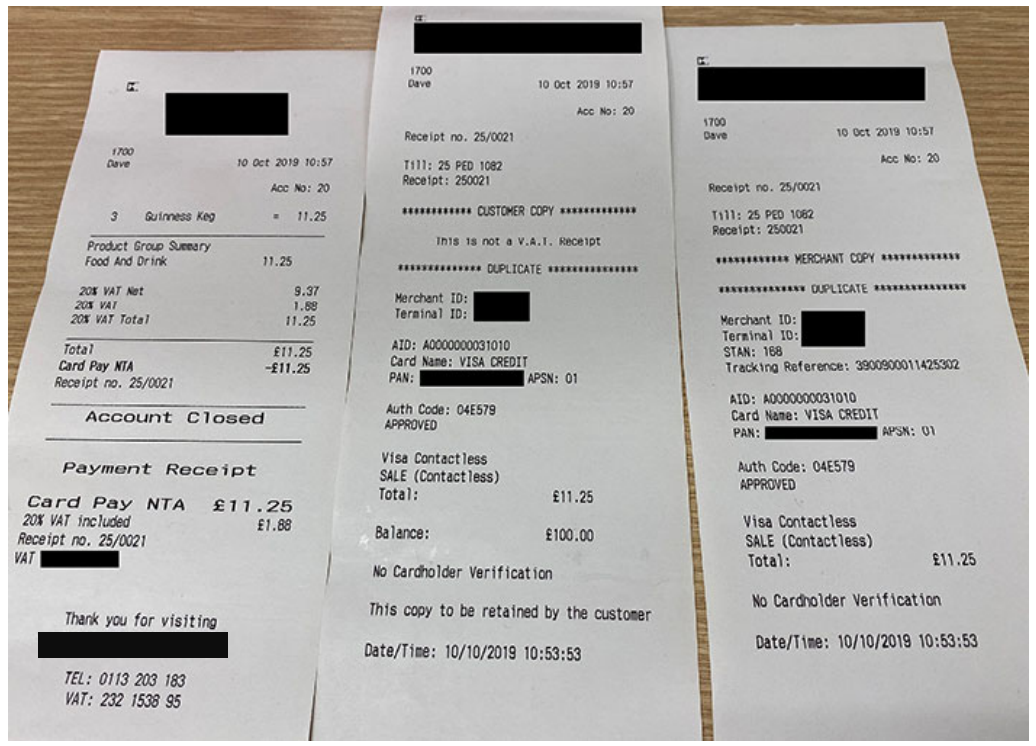 1700
Dave 10 Oct 2019 10:57
Acc No: 20
3 Guinness Keg = 11.25
Product Group Summary
Food And Drink 11.25
20% VAT Net 9.37
20% VAT 1.88
20% VAT Total 11.25
Total £11.25
Card Pay NTA -£11.25
Receipt no. 25/0021
Account Closed
Payment Receipt
Card Pay NTA £11.25
20% VAT included £1.88
Receipt no. 25/0021
VAT
Thank you for visiting
TEL: 0113 203 183
VAT: 232 1538 95
1700
Dave 10 Oct 2019 10:57
Acc No: 20
Receipt no. 25/0021
Till: 25 PED 1082
Receipt: 250021
************ CUSTOMER COPY *************
This is not a V.A.T. Receipt
************** DUPLICATE ***************
Merchant ID:
Terminal ID:
AID: A0000000031010
Card Name: VISA CREDIT
PAN: APSN: 01
Auth Code: 04E579
APPROVED
Visa Contactless
SALE (Contactless)
Total: £11.25
Balance: £100.00
No Cardholder Verification
This copy to be retained by the customer
Date/Time: 10/10/2019 10:53:53
1700
Dave 10 Oct 2019 10:57
Acc No: 20
Receipt no. 25/0021
Till: 25 PED 1082
Receipt: 250021
************ MERCHANT COPY *************
************** DUPLICATE ***************
Merchant ID:
Terminal ID:
STAN: 168
Tracking Reference: 3900900011425302
AID: A0000000031010
Card Name: VISA CREDIT
PAN: APSN: 01
Auth Code: 04E579
APPROVED
Visa Contactless
SALE (Contactless)
Total: £11.25
No Cardholder Verification
Date/Time: 10/10/2019 10:53:53